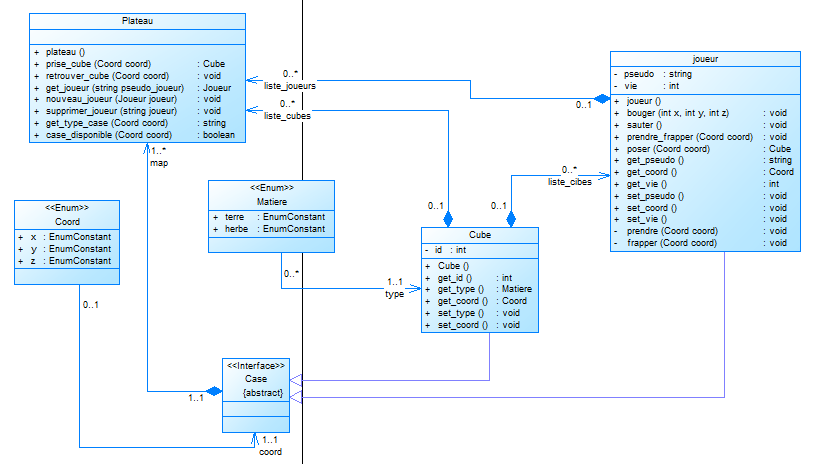 Plateau
+ plateau ()
+ prise_cube (Coord coord) : Cube
+ retrouver_cube (Coord coord) : void
+ get_joueur (string pseudo_joueur) : Joueur
+ nouveau_joueur (Joueur joueur) : void
+ supprimer_joueur (string joueur) : void
+ get_type_case (Coord coord) : string
+ case_disponible (Coord coord) : boolean
1..*
map
0..*
liste_joueurs
0..*
liste_cubes
0..1
joueur
- pseudo : string
- vie : int
+ joueur ()
+ bouger (int x, int y, int z) : void
+ sauter () : void
+ prendre_frapper (Coord coord) : void
+ poser (Coord coord) : Cube
+ get_pseudo () : string
+ get_coord () : Coord
+ get_vie () : int
+ set_pseudo () : void
+ set_coord () : void
+ set_vie () : void
- prendre (Coord coord) : void
- frapper (Coord coord) : void
0..*
liste_cibes
<<Enum>>
Matiere
+ terre : EnumConstant
+ herbe : EnumConstant
0..*
<<Enum>>
Coord
+ x : EnumConstant
+ y : EnumConstant
+ z : EnumConstant
0..1
0..1
0..1
Cube
- id : int
+ Cube ()
+ get_id () : int
+ get_type () : Matiere
+ get_coord () : Coord
+ set_type () : void
+ set_coord () : void
1..1
type
<<Interface>>
Case
{abstract}
1..1
1..1
coord